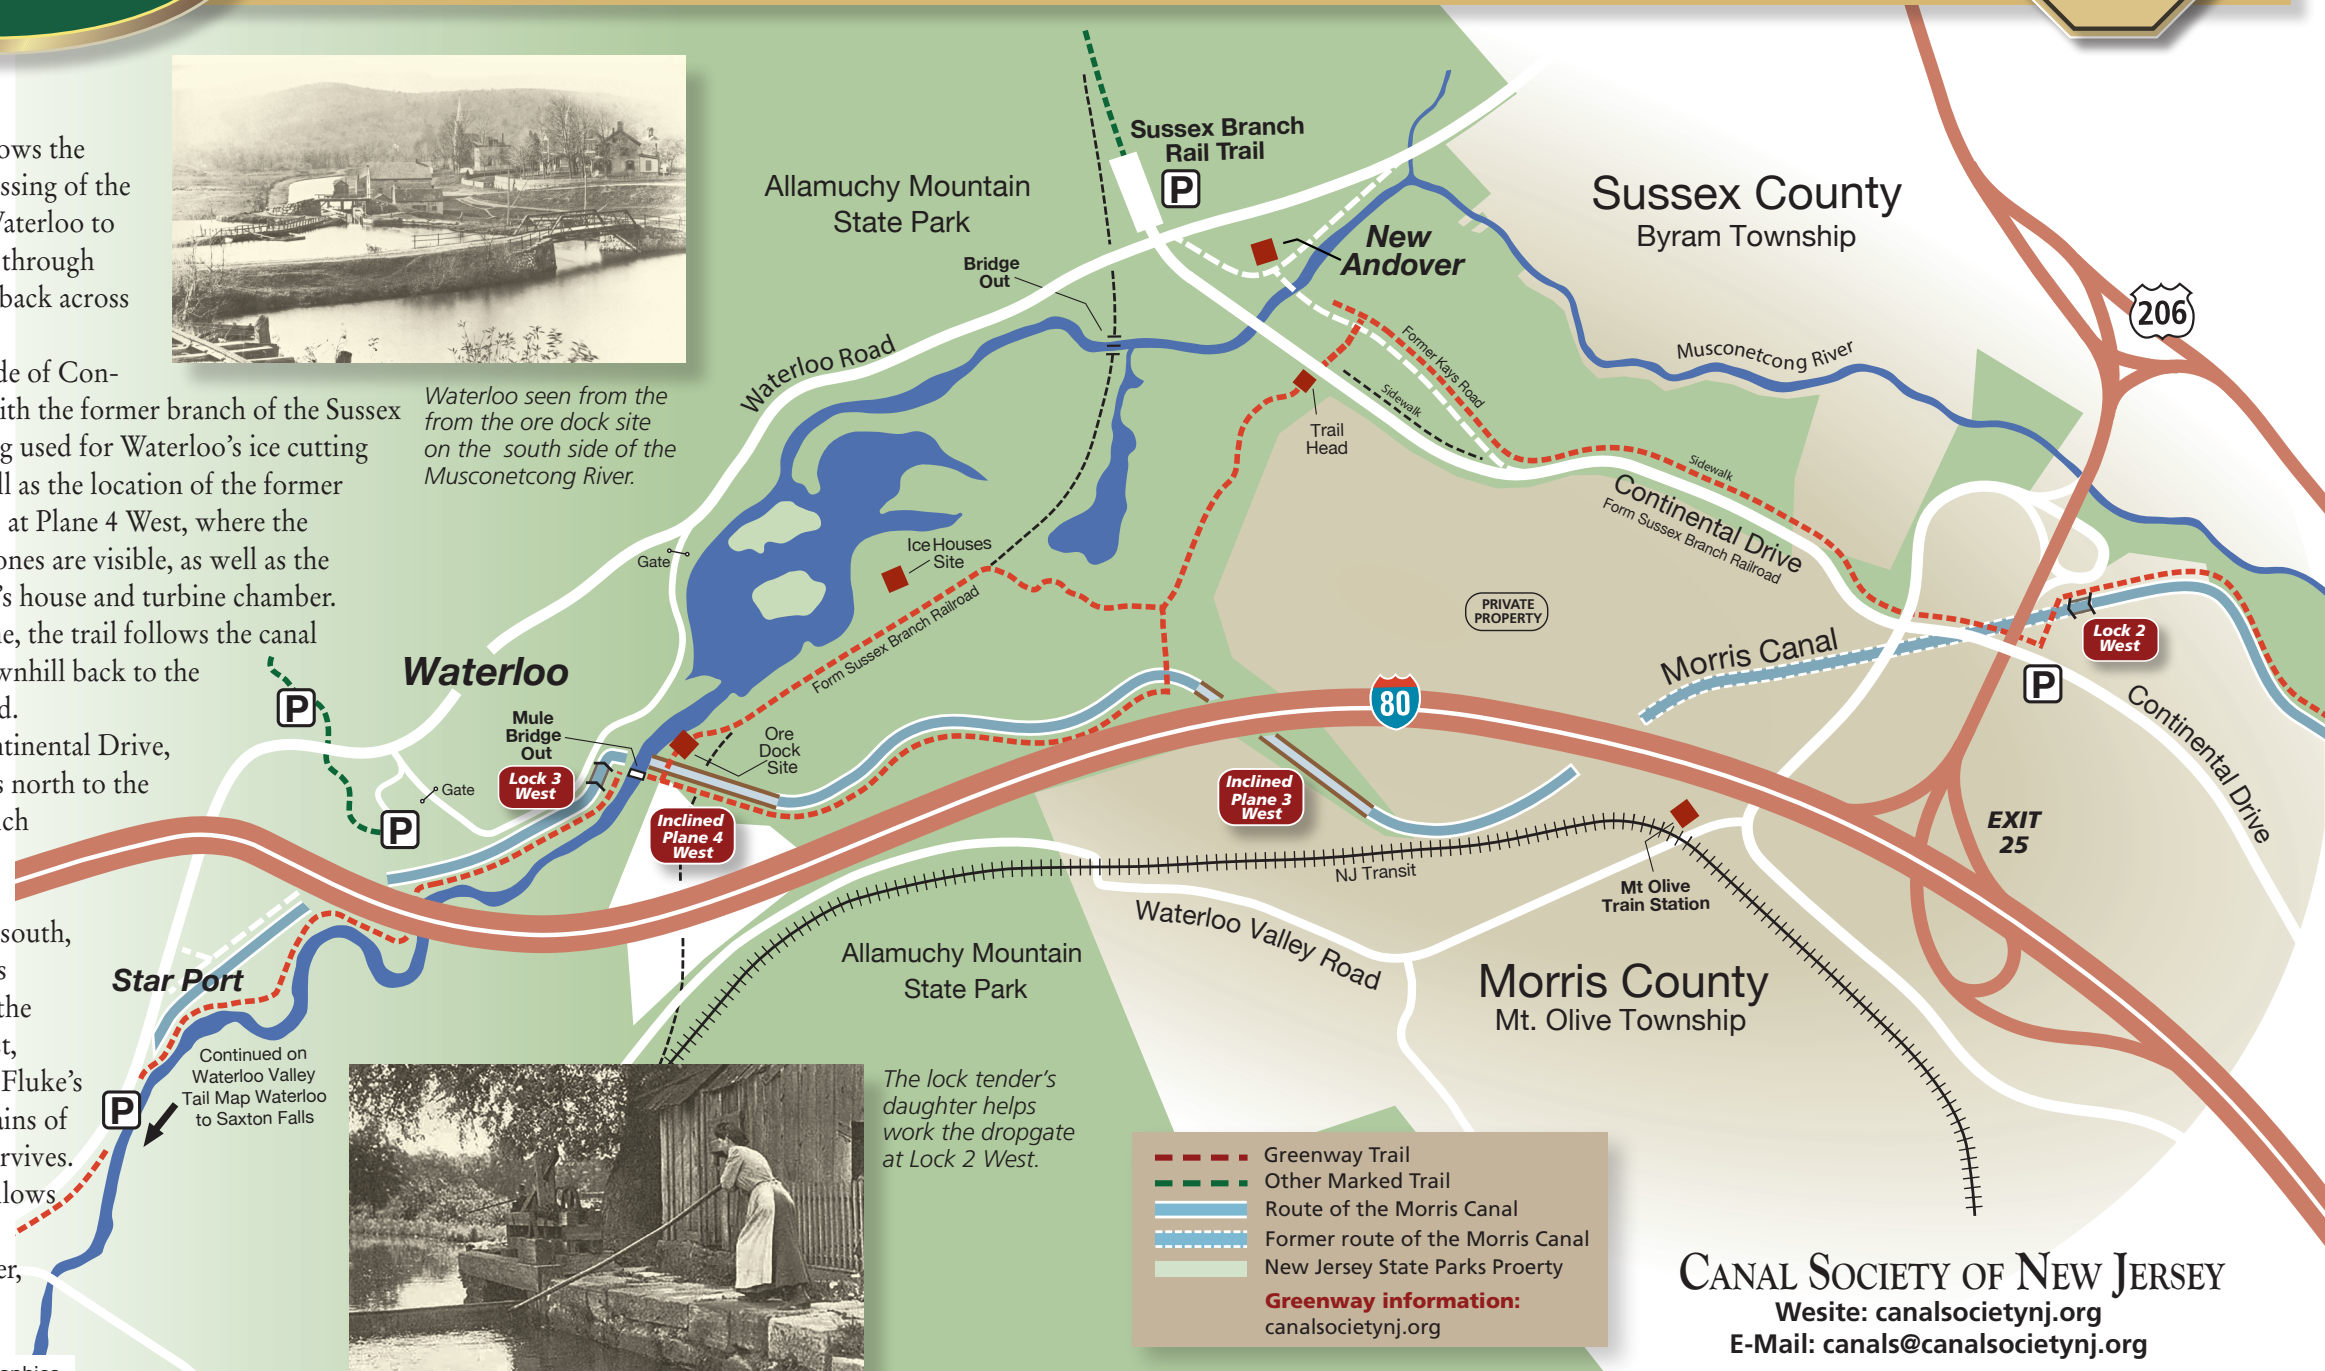 ows the
ssing of the
Waterloo to
through
back across
de of Con-
ith the former branch of the Sussex
g used for Waterloo's ice cutting
ll as the location of the former
at Plane 4 West, where the
ones are visible, as well as the
's house and turbine chamber.
e, the trail follows the canal
wnhill back to the
d.
ntinental Drive,
s north to the
ch
south,
s
the
t,
Fluke's
ains of
rvives.
llows
er,
Waterloo seen from the
from the ore dock site
on the south side of the
Musconetcong River.
Allamuchy Mountain
State Park
Sussex Branch
Rail Trail
P
New
Andover
Bridge
Out
Waterloo Road
Sussex County
Byram Township
206
Musconetcong River
Former Kays Road
Sidewalk
Trail
Head
Sidewalk
Continental Drive
Form Sussex Branch Railroad
Gate
Ice Houses
Site
Form Sussex Branch Railroad
PRIVATE
PROPERTY
Morris Canal
Lock 2
West
P
Continental Drive
Waterloo
P
Mule
Bridge
Out
Lock 3
West
Ore
Dock
Site
Gate
P
Inclined
Plane 4
West
80
Inclined
Plane 3
West
EXIT
25
NJ Transit
Mt Olive
Train Station
Waterloo Valley Road
Allamuchy Mountain
State Park
Morris County
Mt. Olive Township
Star Port
Continued on
Waterloo Valley
Tail Map Waterloo
to Saxton Falls
P
The lock tender's
daughter helps
work the dropgate
at Lock 2 West.
Greenway Trail
Other Marked Trail
Route of the Morris Canal
Former route of the Morris Canal
New Jersey State Parks Proerty
Greenway information:
canalsocietynj.org
CANAL SOCIETY OF NEW JERSEY
Wesite: canalsocietynj.org
E-Mail: canals@canalsocietynj.org